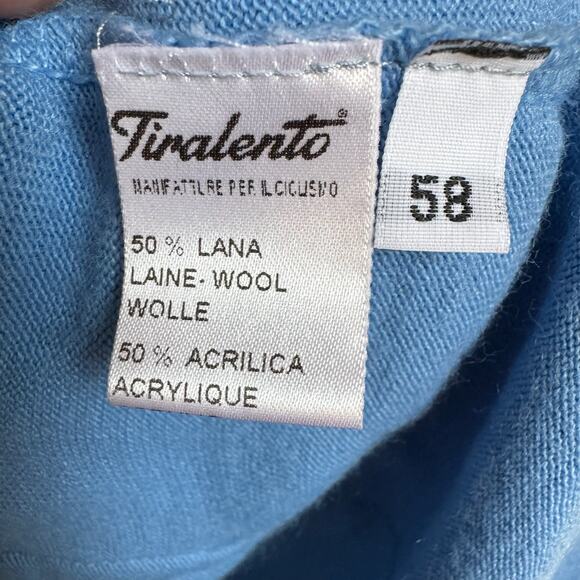 Tiralento®
MANIFATTURE PER IL CICLISMO
50 % LANA
LAINE-WOOL
WOLLE
50 % ACRILICA
ACRYLIQUE
58